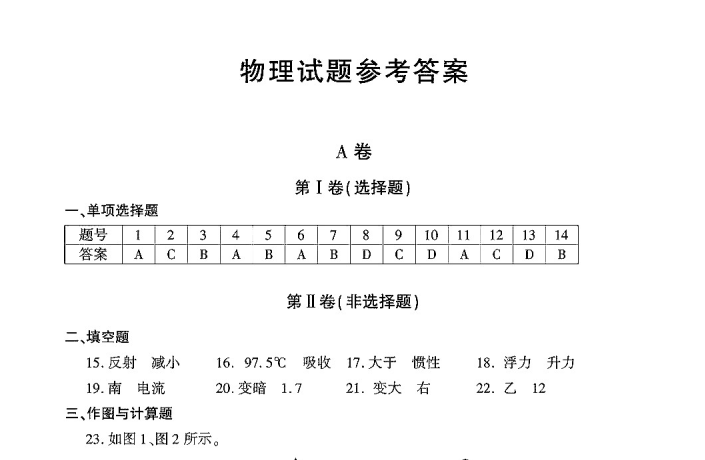 物理试题参考答案
A 卷
第Ⅰ卷(选择题)
一、单项选择题
题号 1 2 3 4 5 6 7 8 9 10 11 12 13 14
答案 A C B A B A B D C D A C D B
第Ⅱ卷(非选择题)
二、填空题
15. 反射 减小 16. 97.5℃ 吸收 17. 大于 惯性 18. 浮力 升力
19. 南 电流 20. 变暗 1.7 21. 变大 右 22. 乙 12
三、作图与计算题
23. 如图 1、图 2 所示。